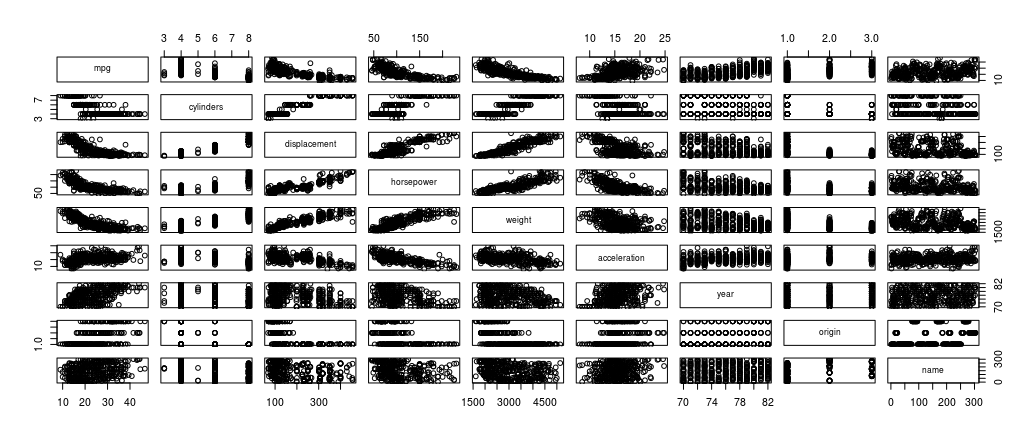 3 4 5 6 7 8 1.0 2.0 3.0
50 150 10 15 20 25
mpg
10
3 7
cylinders
displacement
100
50
horsepower
weight
1500
10
acceleration
year
70 82
1.0
origin
name
0 300
10 20 30 40 100 300 1500 3000 4500 70 74 78 82 0 100 200 300